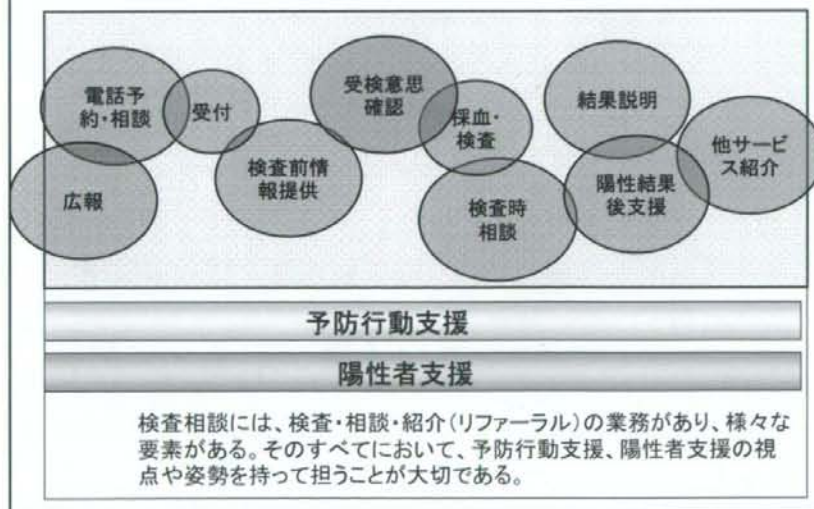 電話予
約・相談
受付
広報
検査前情
報提供
受検意思
確認
採血・
検査
検査時
相談
結果説明
陽性結果
後支援
他サービ
ス紹介
予防行動支援
陽性者支援
検査相談には、検査・相談・紹介(リファーラル)の業務があり、様々な
要素がある。そのすべてにおいて、予防行動支援、陽性者支援の視
点や姿勢を持って担うことが大切である。